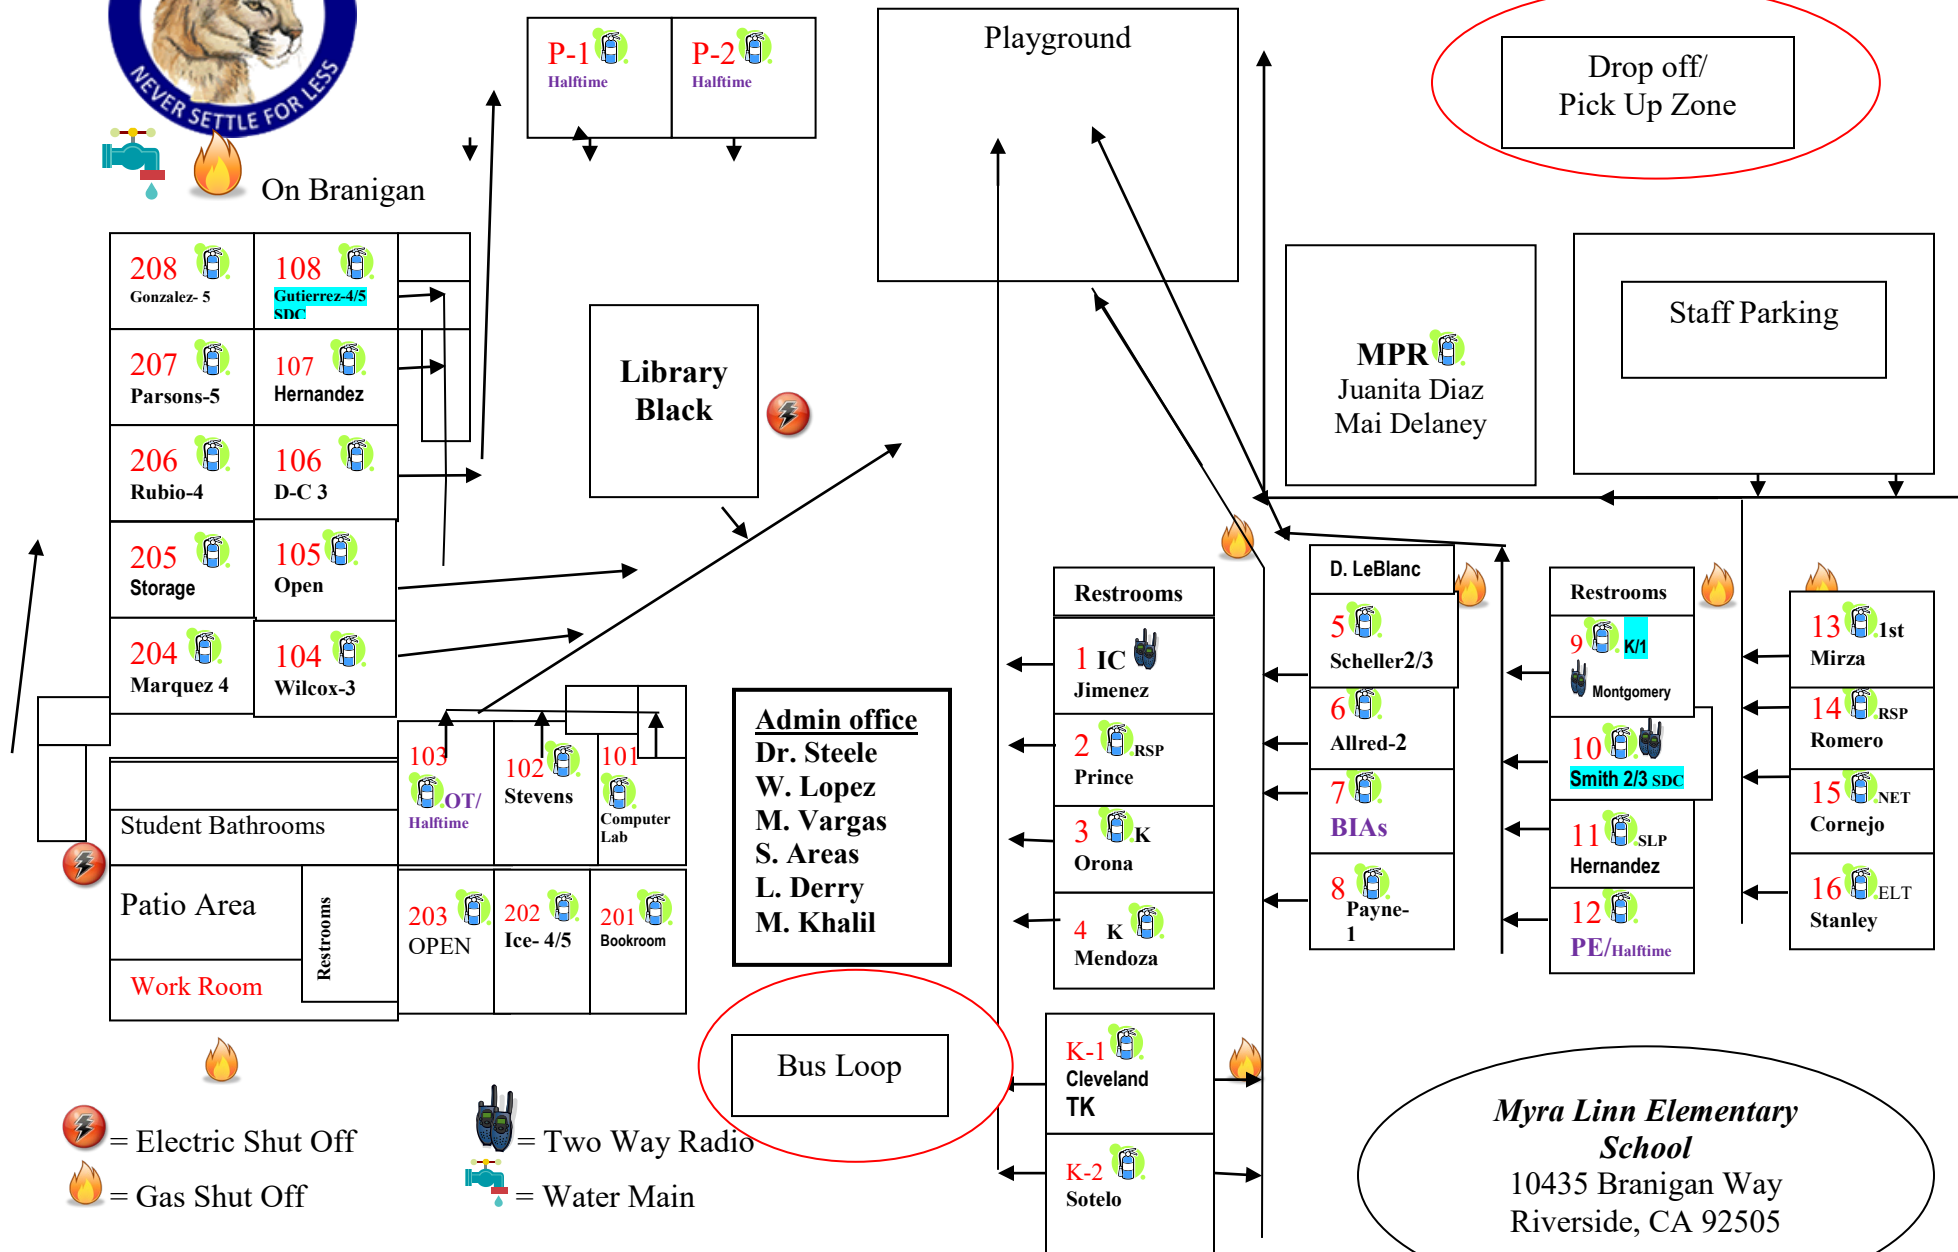 NEVER SETTLE FOR LESS
On Branigan
P-1
Halftime
P-2
Halftime
Playground
Drop off/
Pick Up Zone
208
Gonzalez- 5
108
Gutierrez-4/5
SDC
207
Parsons-5
107
Hernandez
206
Rubio-4
106
D-C 3
205
Storage
105
Open
204
Marquez 4
104
Wilcox-3
Library
Black
MPR
Juanita Diaz
Mai Delaney
Staff Parking
103
OT/
Halftime
102
Stevens
101
Computer
Lab
Student Bathrooms
Patio Area
Restrooms
Work Room
203
OPEN
202
Ice- 4/5
201
Bookroom
Admin office
Dr. Steele
W. Lopez
M. Vargas
S. Areas
L. Derry
M. Khalil
Restrooms
1 IC
Jimenez
2 RSP
Prince
3 K
Orona
4 K
Mendoza
D. LeBlanc
5
Scheller2/3
6
Allred-2
7
BIAs
8
Payne-
1
Restrooms
9 K/1
Montgomery
10
Smith 2/3 SDC
11 SLP
Hernandez
12
PE/Halftime
13 1st
Mirza
14 RSP
Romero
15 NET
Cornejo
16 ELT
Stanley
Bus Loop
K-1
Cleveland
TK
K-2
Sotelo
= Electric Shut Off
= Gas Shut Off
= Two Way Radio
= Water Main
Myra Linn Elementary
School
10435 Branigan Way
Riverside, CA 92505